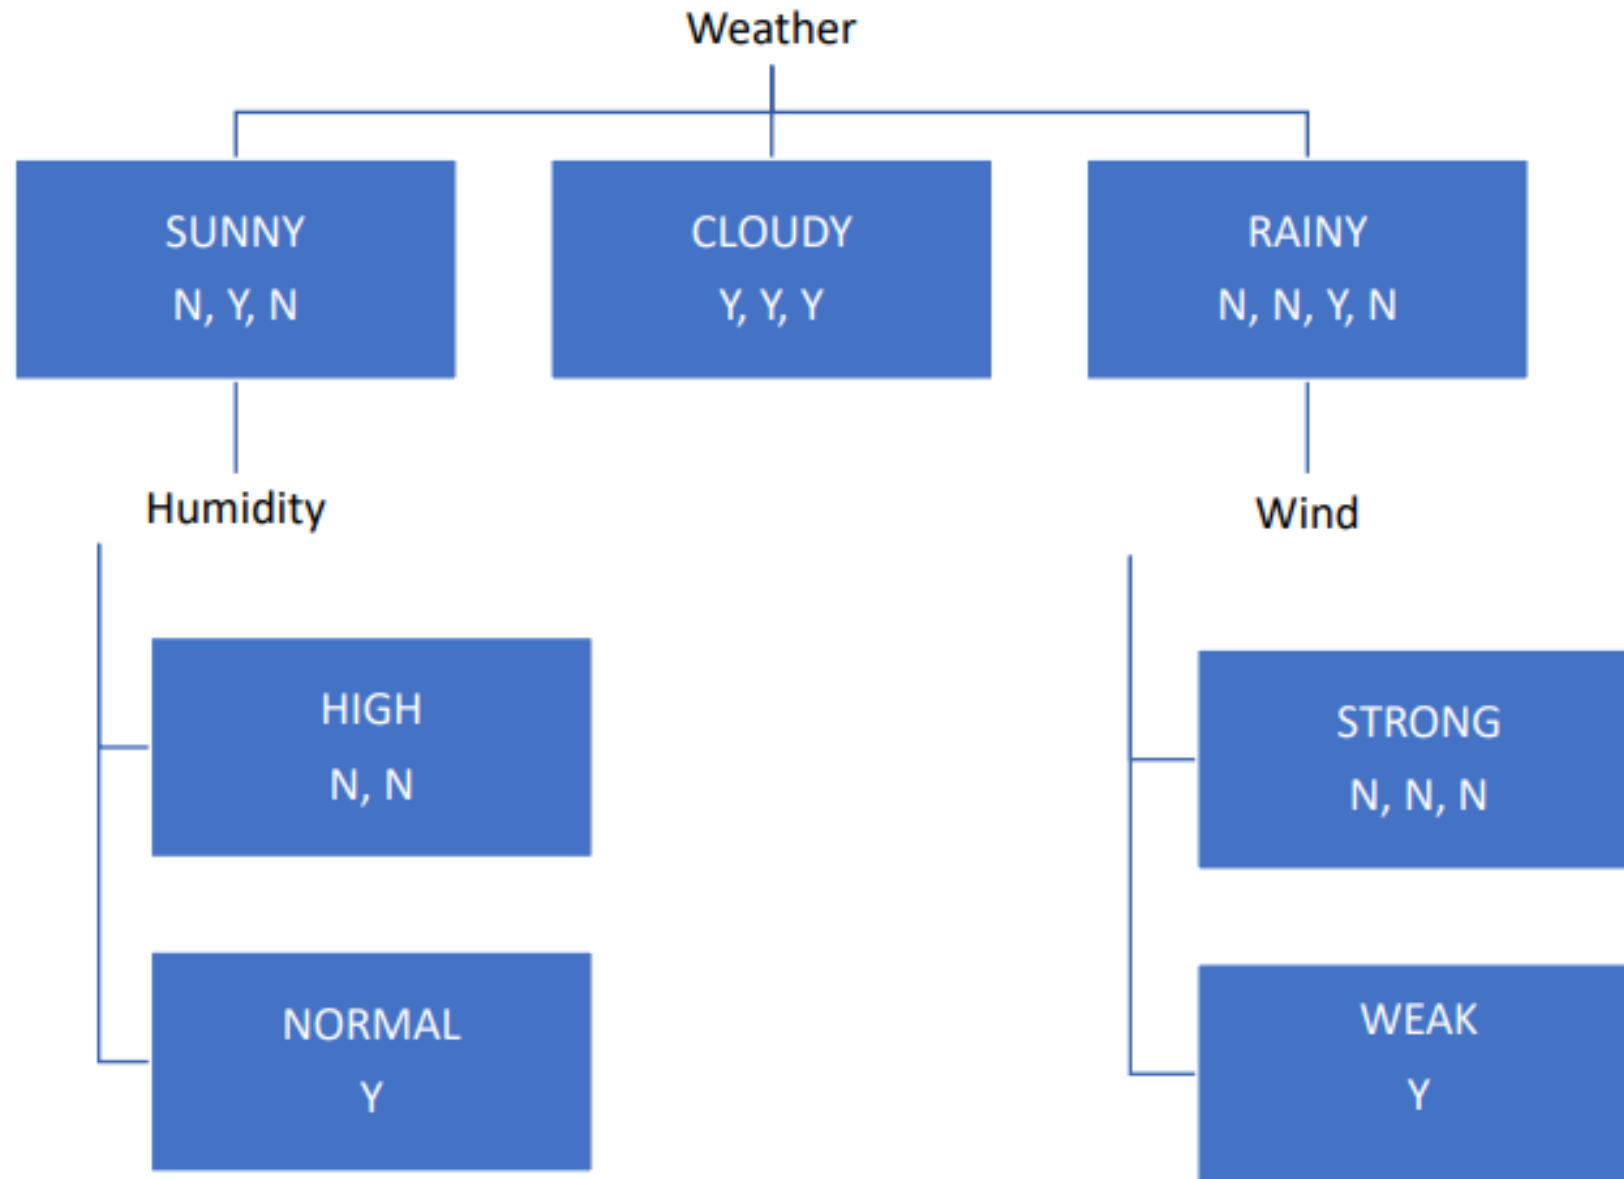 Weather
SUNNY
N, Y, N
CLOUDY
Y, Y, Y
RAINY
N, N, Y, N
Humidity
Wind
HIGH
N, N
STRONG
N, N, N
NORMAL
Y
WEAK
Y